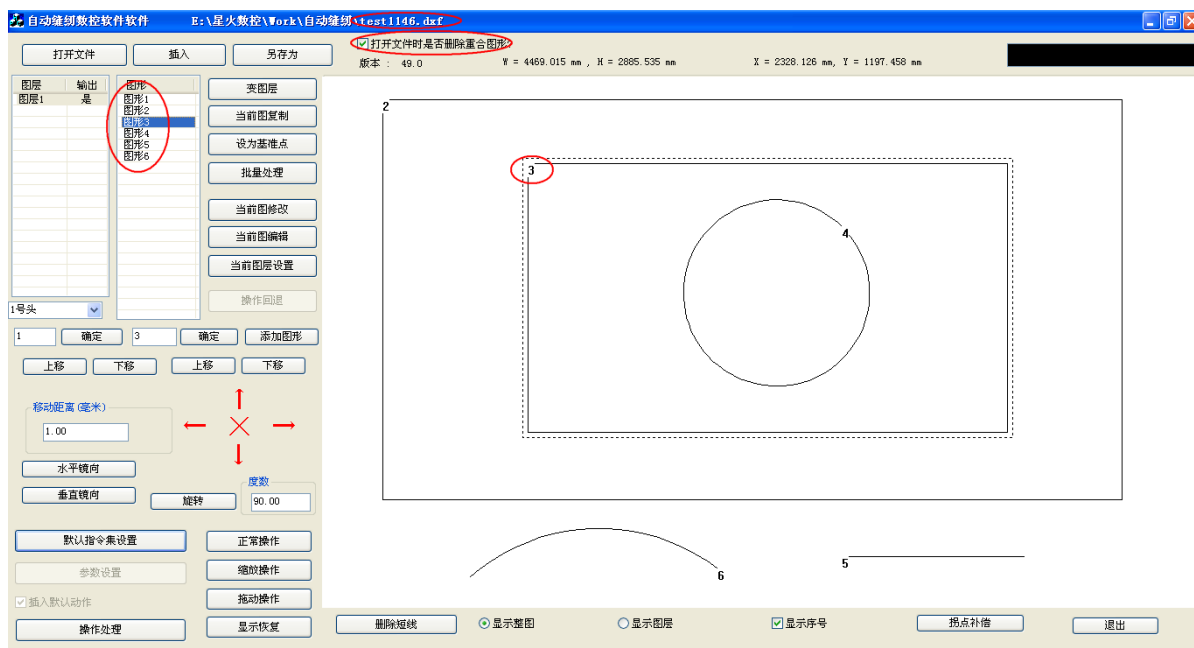 自动缝纫数控软件软件 E:\星火数控\Work\自动缝纫\test1146.dxf
打开文件 插入 另存为
打开文件时是否删除重合图形?
版本: 49.0 W = 4469.015 mm , H = 2885.535 mm X = 2328.126 mm, Y = 1197.458 mm
图层 输出
图层1 是
图形
图形1
图形2
图形3
图形4
图形5
图形6
变图层
当前图复制
设为基准点
批量处理
当前图修改
当前图编辑
当前图层设置
操作回退
1号头
1 确定 3 确定 添加图形
上移 下移 上移 下移
移动距离(毫米)
1.00
水平镜向
垂直镜向
旋转
度数
90.00
默认指令集设置
参数设置
插入默认动作
操作处理
正常操作
缩放操作
拖动操作
显示恢复
2
3
4
5
6
删除短线 显示整图 显示图层 显示序号 拐点补偿 退出